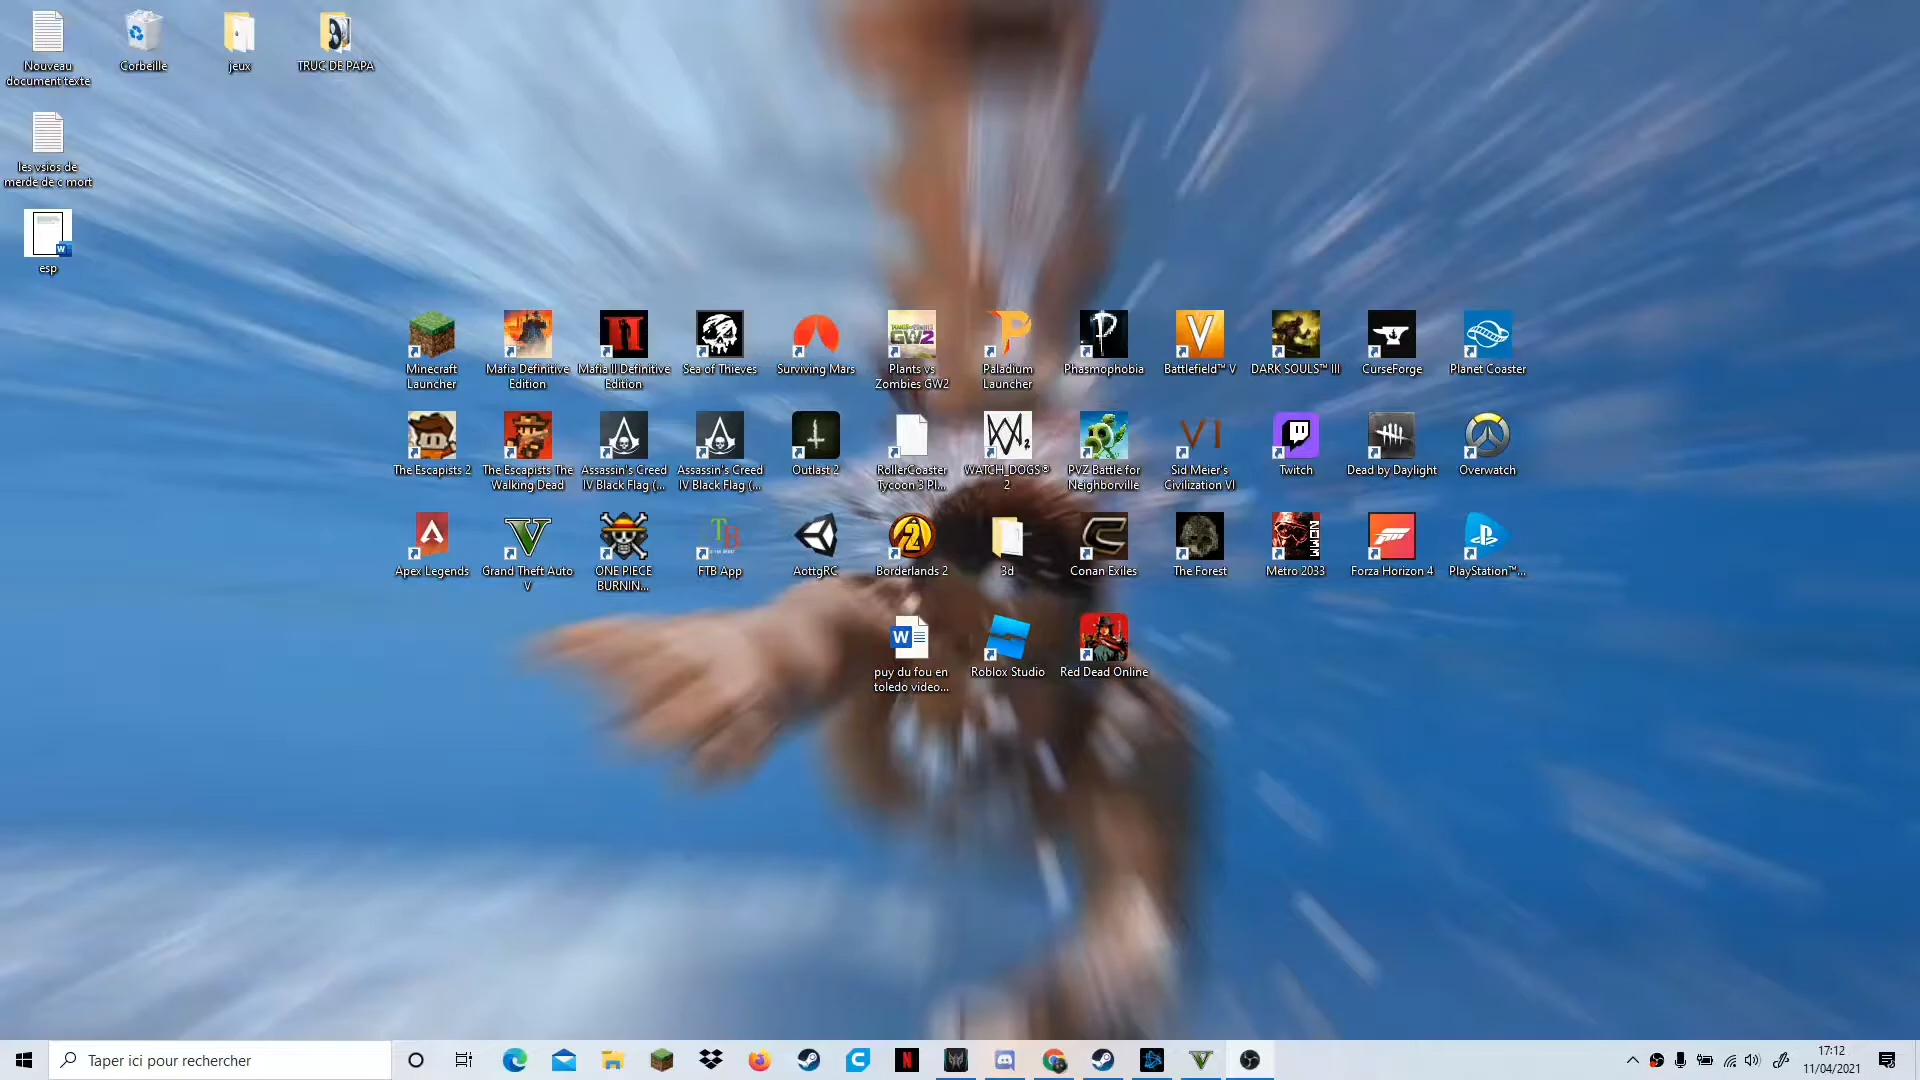 Nouveau
document texte
Corbeille
jeux
TRUC DE PAPA
les vsios de
merde de c mort
esp
Minecraft
Launcher
Mafia Definitive
Edition
Mafia II Definitive
Edition
Sea of Thieves
Surviving Mars
Plants vs
Zombies GW2
Paladium
Launcher
Phasmophobia
Battlefield™ V
DARK SOULS™ III
CurseForge
Planet Coaster
The Escapists 2
The Escapists The
Walking Dead
Assassin's Creed
IV Black Flag (...
Assassin's Creed
IV Black Flag (...
Outlast 2
RollerCoaster
Tycoon 3 Pl...
WATCH_DOGS®
2
PVZ Battle for
Neighborville
Sid Meier's
Civilization VI
Twitch
Dead by Daylight
Overwatch
Apex Legends
Grand Theft Auto
V
ONE PIECE
BURNIN...
FTB App
AottgRC
Borderlands 2
3d
Conan Exiles
The Forest
Metro 2033
Forza Horizon 4
PlayStation™...
puy du fou en
toledo video...
Roblox Studio
Red Dead Online
Taper ici pour rechercher
17:12
11/04/2021